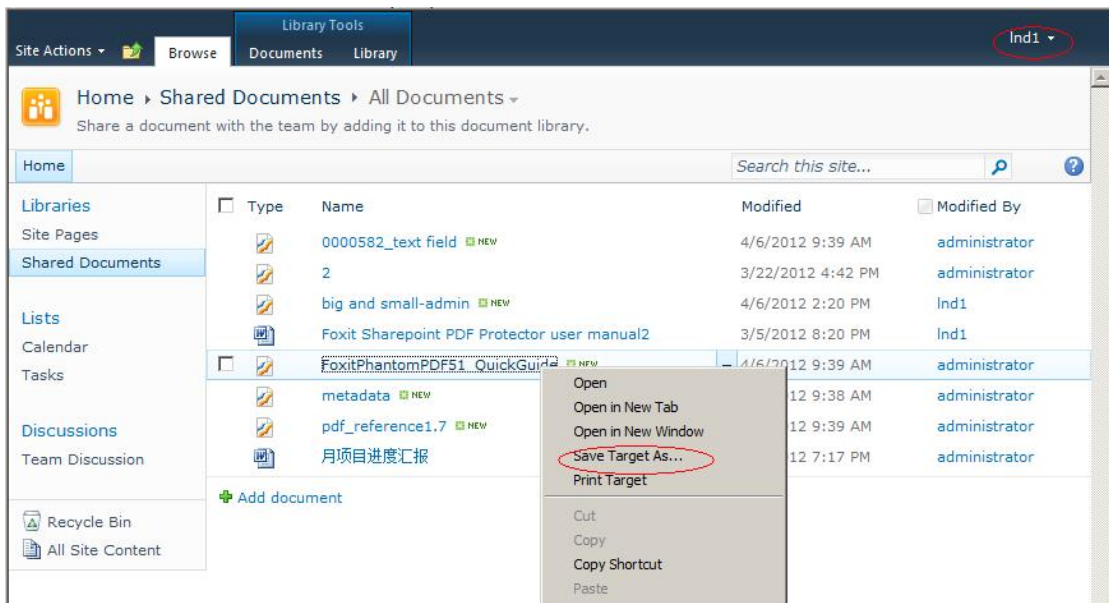 Library Tools
Site Actions Browse Documents Library lnd1
Home Shared Documents All Documents
Share a document with the team by adding it to this document library.
Home Search this site...
Libraries
Site Pages
Shared Documents
Lists
Calendar
Tasks
Discussions
Team Discussion
Recycle Bin
All Site Content
Type Name Modified Modified By
0000582_text field NEW 4/6/2012 9:39 AM administrator
2 3/22/2012 4:42 PM administrator
big and small-admin NEW 4/6/2012 2:20 PM lnd1
Foxit Sharepoint PDF Protector user manual2 3/5/2012 8:20 PM lnd1
FoxitPhantomPDF51_QuickGuide NEW 4/6/2012 9:39 AM administrator
metadata NEW 12 9:38 AM administrator
pdf_reference1.7 NEW 12 9:39 AM administrator
月项目进度汇报 12 7:17 PM administrator
Add document
Open
Open in New Tab
Open in New Window
Save Target As...
Print Target
Cut
Copy
Copy Shortcut
Paste